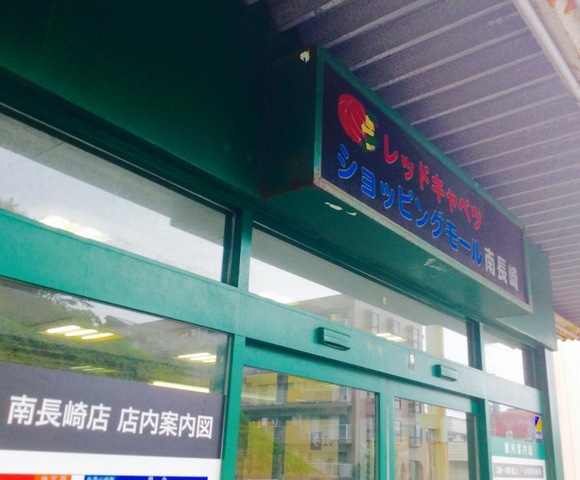 レッドキャベツ
ショッピングモール南長崎
南長崎店 店内案内図